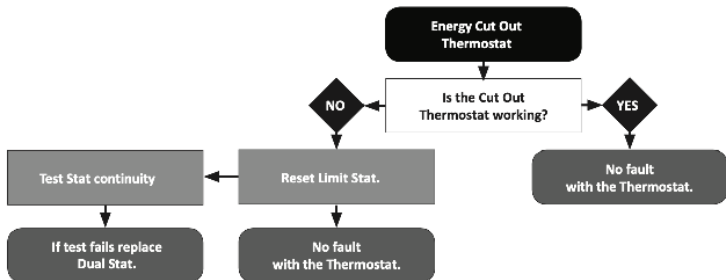 Energy Cut Out
Thermostat
Is the Cut Out
Thermostat working?
NO
YES
Test Stat continuity
Reset Limit Stat.
No fault
with the Thermostat.
If test fails replace
Dual Stat.
No fault
with the Thermostat.